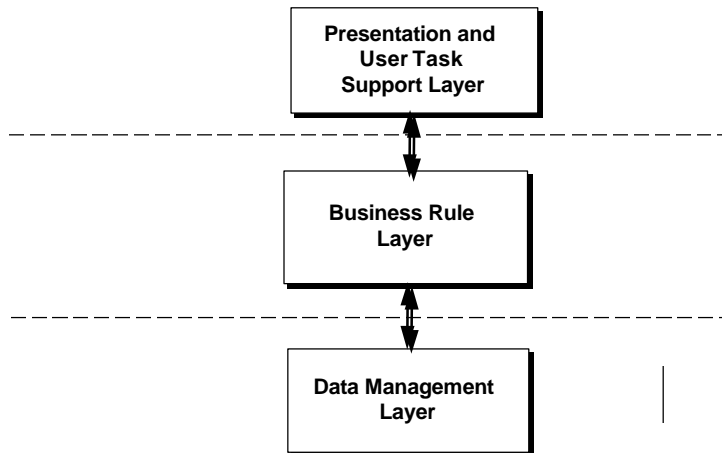 Presentation and
User Task
Support Layer
Business Rule
Layer
Data Management
Layer